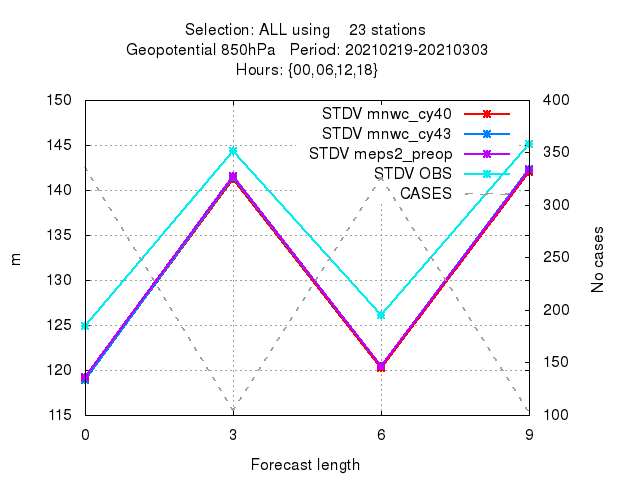 Selection: ALL using 23 stations
Geopotential 850hPa Period: 20210219-20210303
Hours: {00,06,12,18}
150
145
140
135
130
125
120
115
m
STDV mnwc_cy40
STDV mnwc_cy43
STDV meps2_preop
STDV OBS
CASES
400
350
300
250
200
150
100
No cases
0 3 6 9
Forecast length